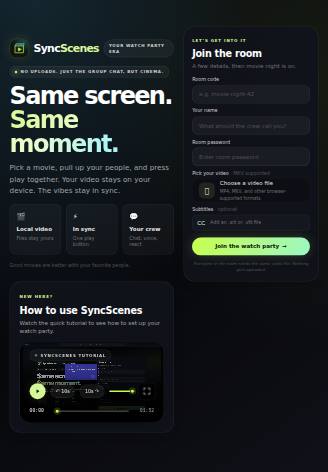 SyncScenes
YOUR WATCH PARTY
ERA
NO UPLOADS. JUST THE GROUP CHAT, BUT CINEMA.
Same screen.
Same
moment.
Pick a movie, pull up your people, and press
play together. Your video stays on your
device. The vibes stay in sync.
Local video
Files stay yours
In sync
One play
button
Your crew
Chat, voice,
react
Good movies are better with your favorite people.
NEW HERE?
How to use SyncScenes
Watch the quick tutorial to see how to set up your
watch party.
SYNCSCENES TUTORIAL
Same screen.
Same moment.
10s
10s
00:00
01:52
LET'S GET INTO IT
Join the room
A few details, then movie night is on.
Room code
e.g. movie-night-42
Your name
What should the crew call you?
Room password
Enter room password
Pick your video · MKV supported
Choose a video file
MP4, MKV, and other browser-
supported formats
Subtitles · optional
CC Add an .srt or .vtt file
Join the watch party →